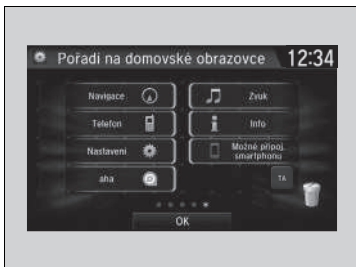 Pořadí na domovské obrazovce 12:34
Navigace
Zvuk
Telefon
Info
Nastavení
Možné připoj.
smartphonu
aha
TA
OK